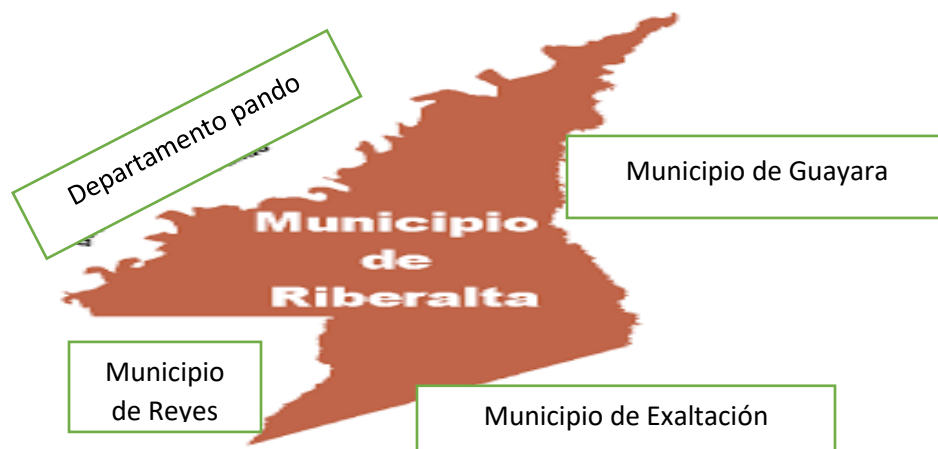 Departamento pando
Municipio de Guayara
Municipio
de
Riberalta
Municipio
de Reyes
Municipio de Exaltación